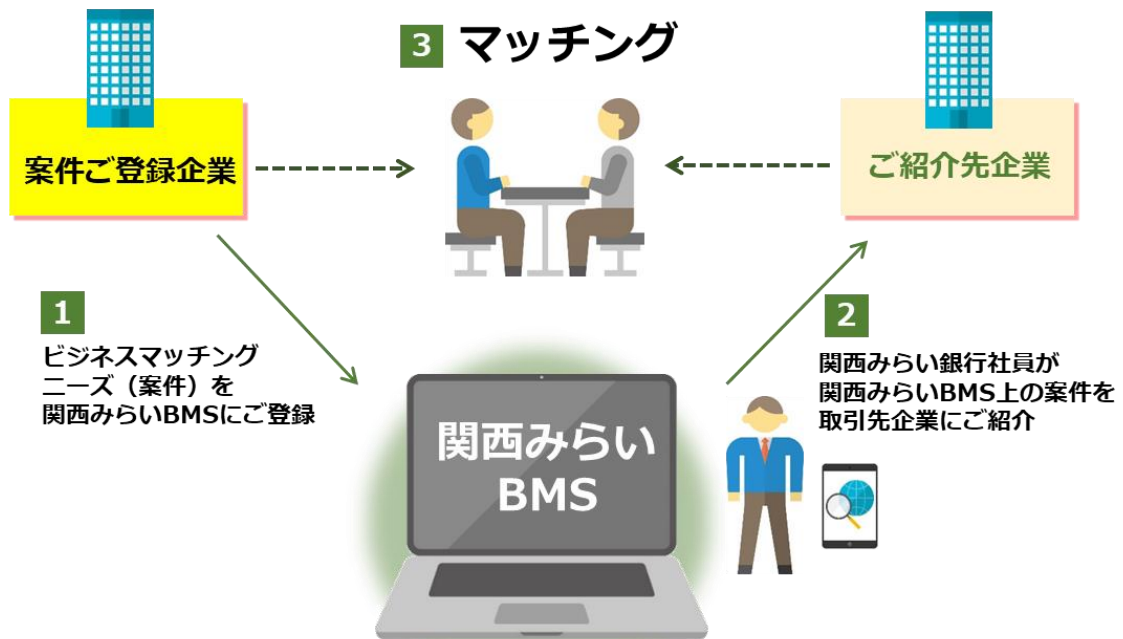 3 マッチング
案件ご登録企業
ご紹介先企業
1
ビジネスマッチング
ニーズ（案件）を
関西みらいBMSにご登録
2
関西みらい銀行社員が
関西みらいBMS上の案件を
取引先企業にご紹介
関西みらい
BMS